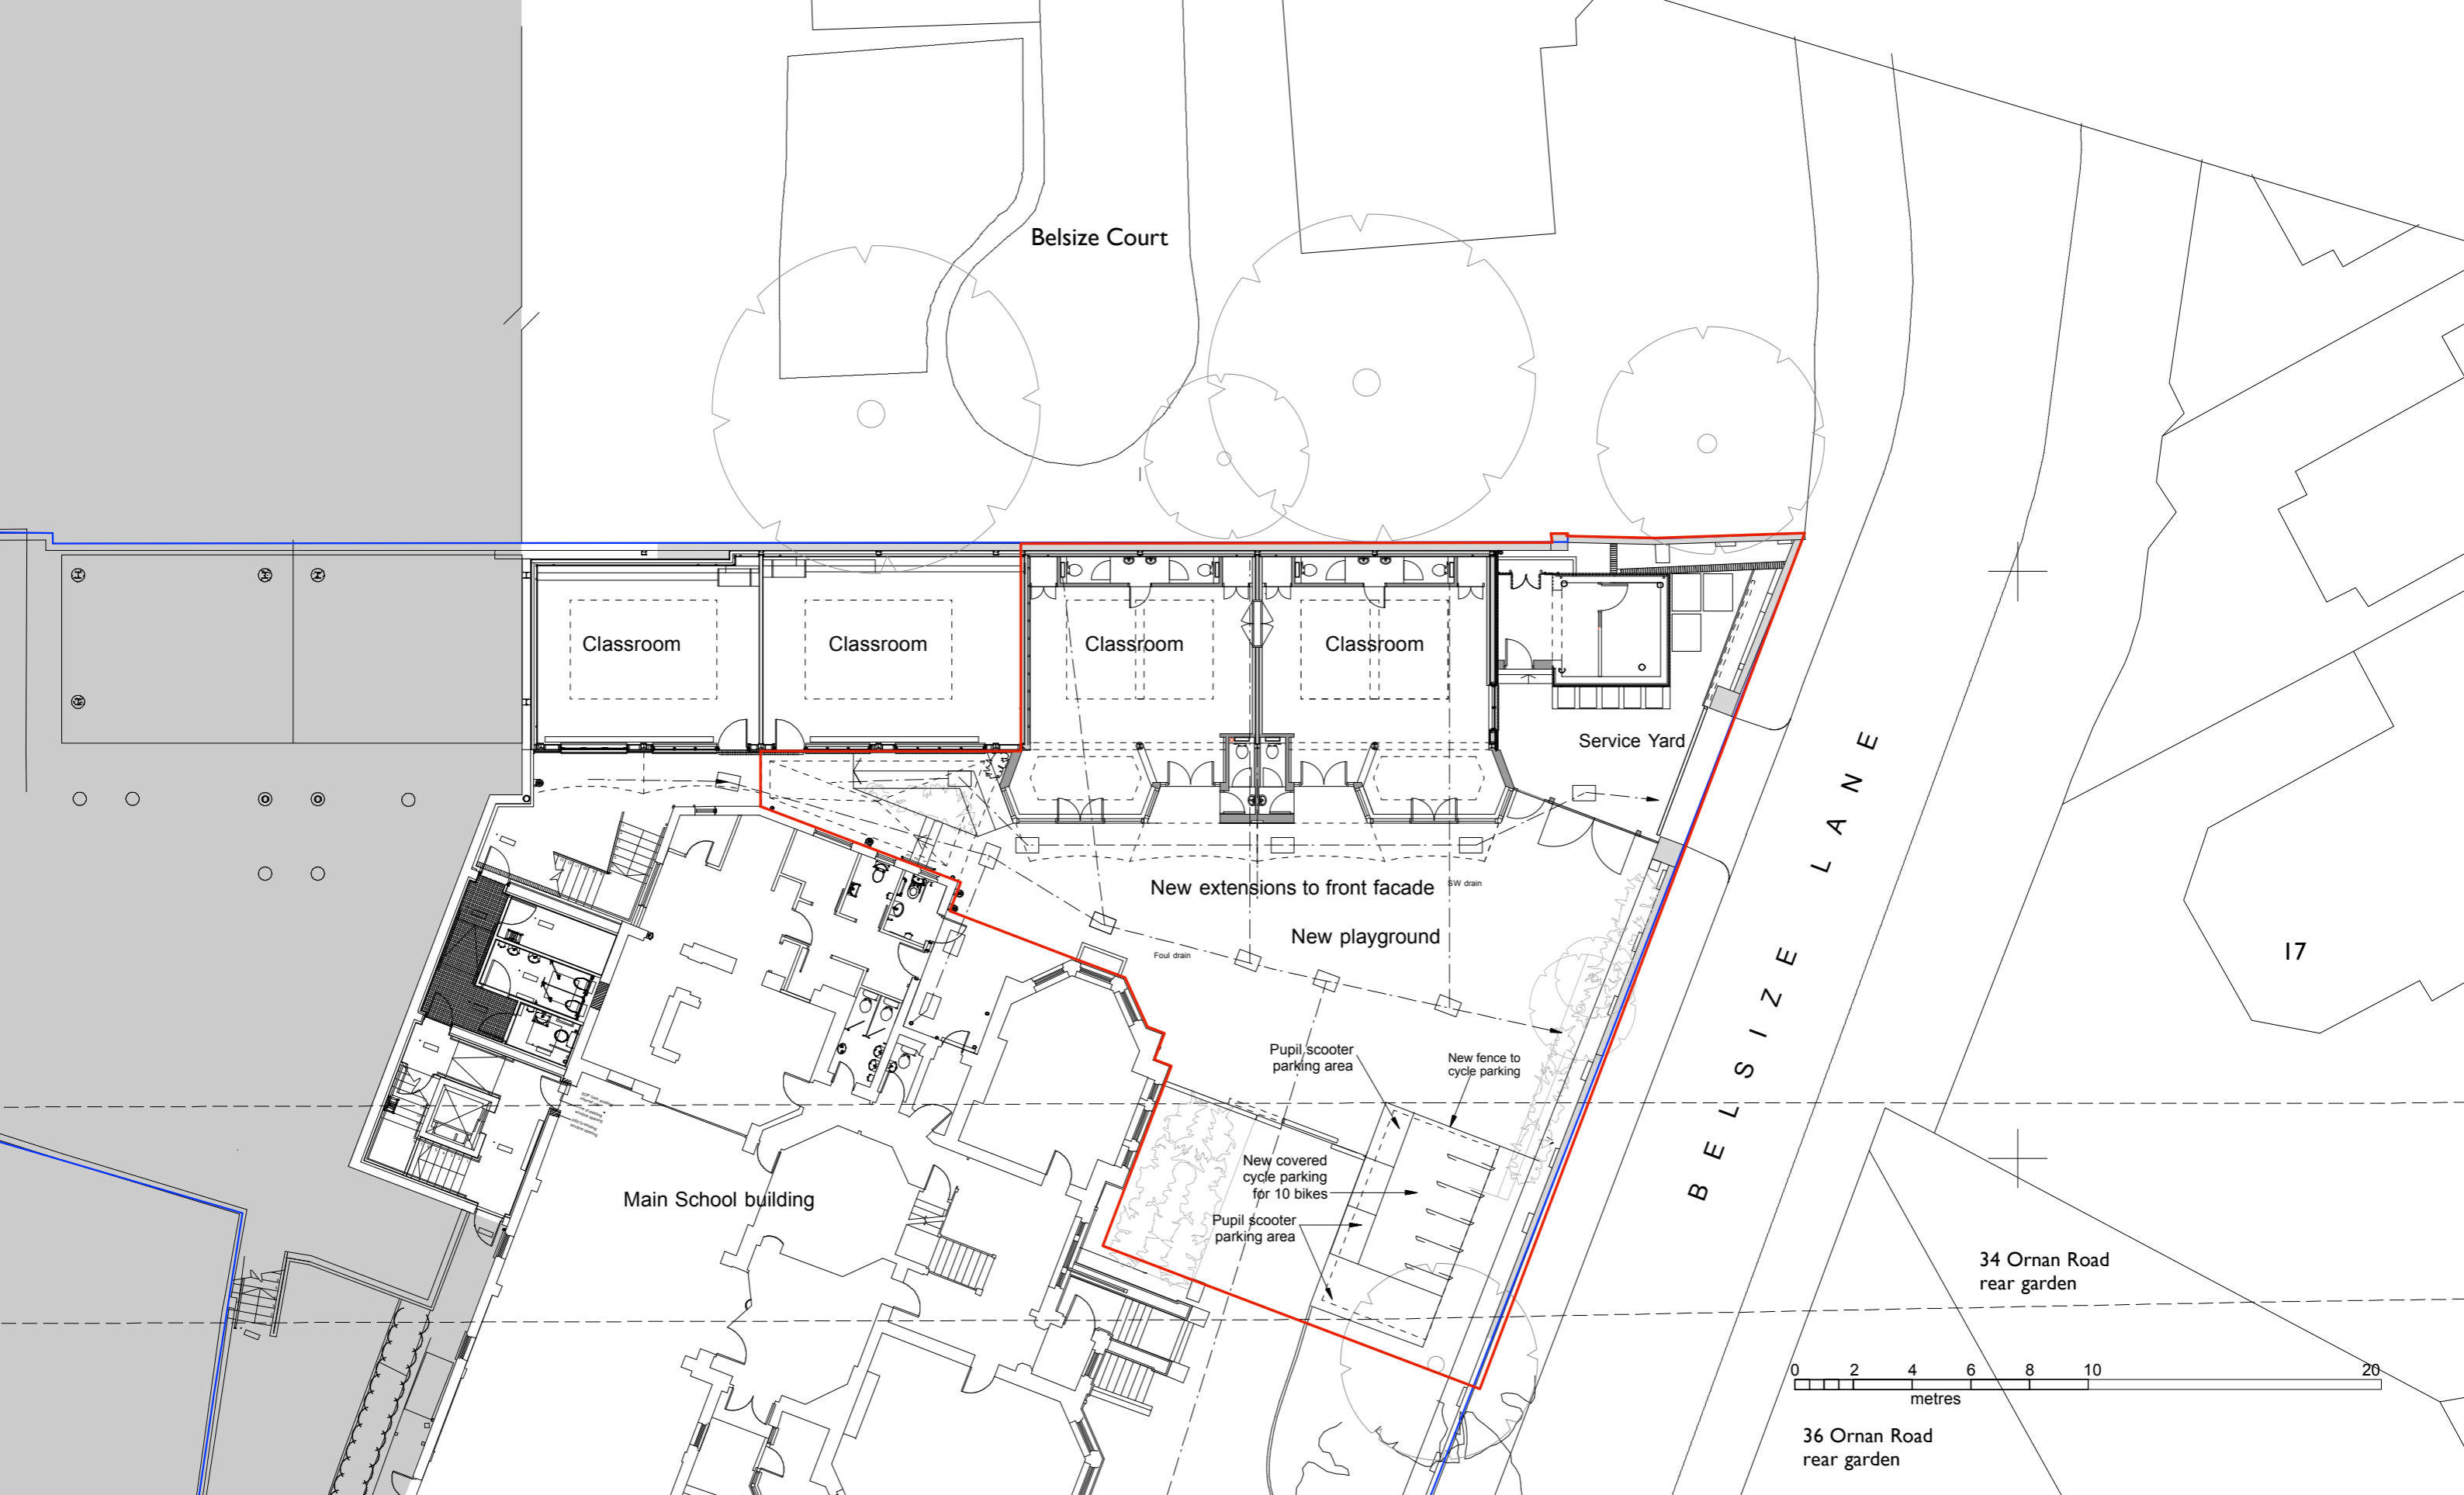 Belsize Court
Classroom
Classroom
Classroom
Classroom
Service Yard
New extensions to front facade
SW drain
New playground
Foul drain
BELSIZE LANE
17
Pupil scooter
parking area
New fence to
cycle parking
New covered
cycle parking
for 10 bikes
Pupil scooter
parking area
Main School building
34 Ornan Road
rear garden
0 2 4 6 8 10 20
metres
36 Ornan Road
rear garden